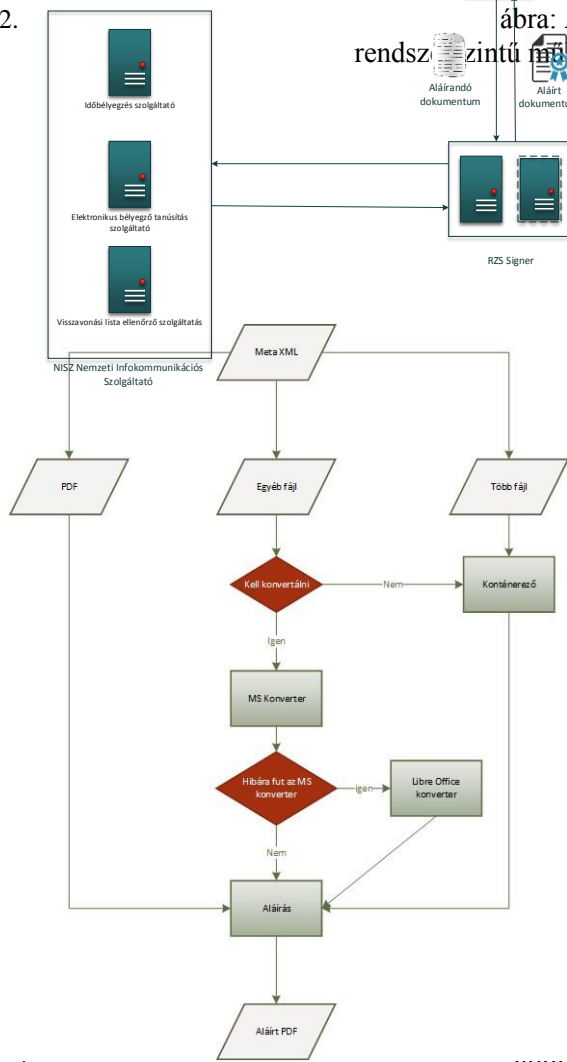 2.
ábra:
rendsz
zintű
Aláírandó
dokumentum
Aláírt
Időbélyegzés szolgáltató
Elektronikus bélyegző tanúsítás
szolgáltató
Visszavonási lista ellenőrző szolgáltatás
RZS Signer
NISZ Nemzeti Infokommunikációs
Szolgáltató
Meta XML
PDF
Egyéb fájl
Több fájl
Kell konvertálni
Nem
Konténerező
Igen
MS Konverter
Hibára fut az MS
konverter
igen
Libre Office
konverter
Nem
Aláírás
Aláírt PDF